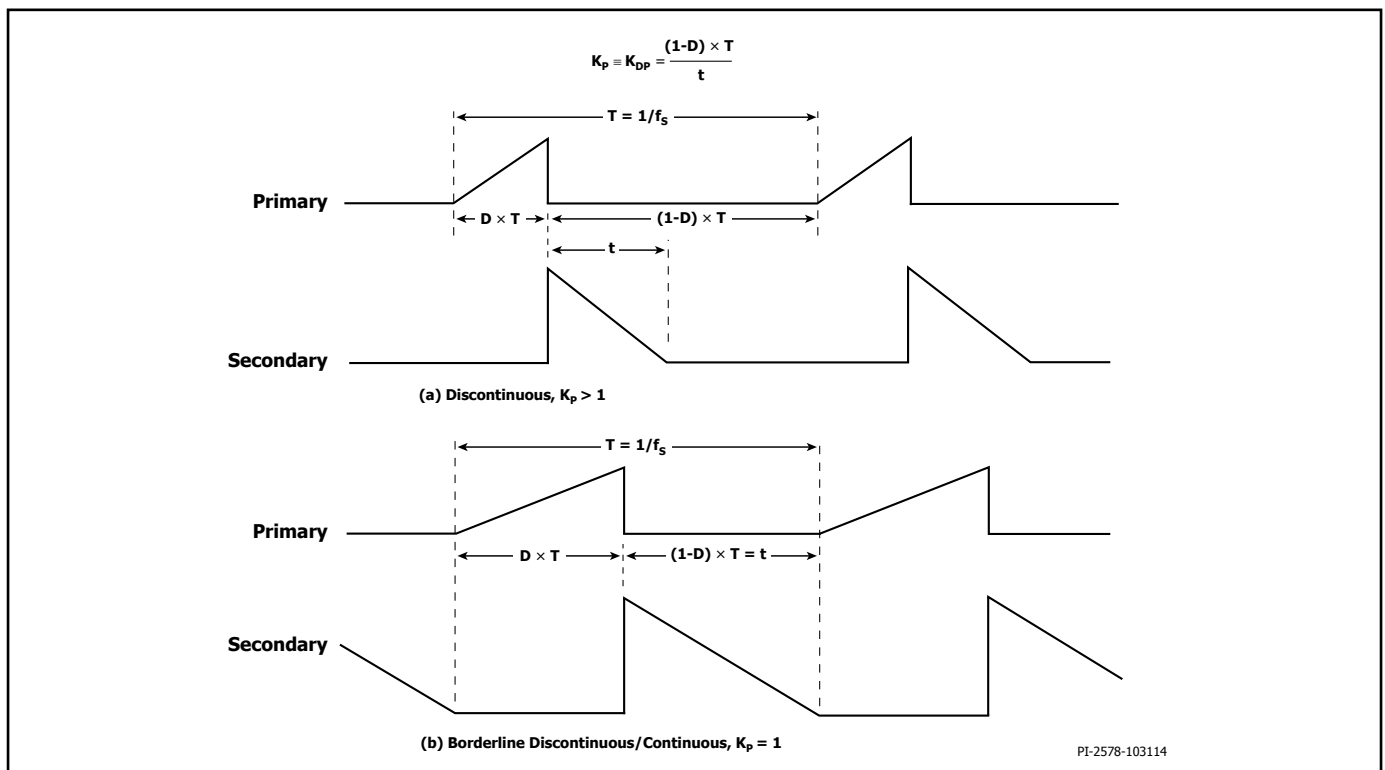 K_P ≡ K_DP = (1-D) × T / t
T = 1/f_S
Primary
D × T
(1-D) × T
t
Secondary
(a) Discontinuous, K_P > 1
T = 1/f_S
Primary
D × T
(1-D) × T = t
Secondary
(b) Borderline Discontinuous/Continuous, K_P = 1
PI-2578-103114